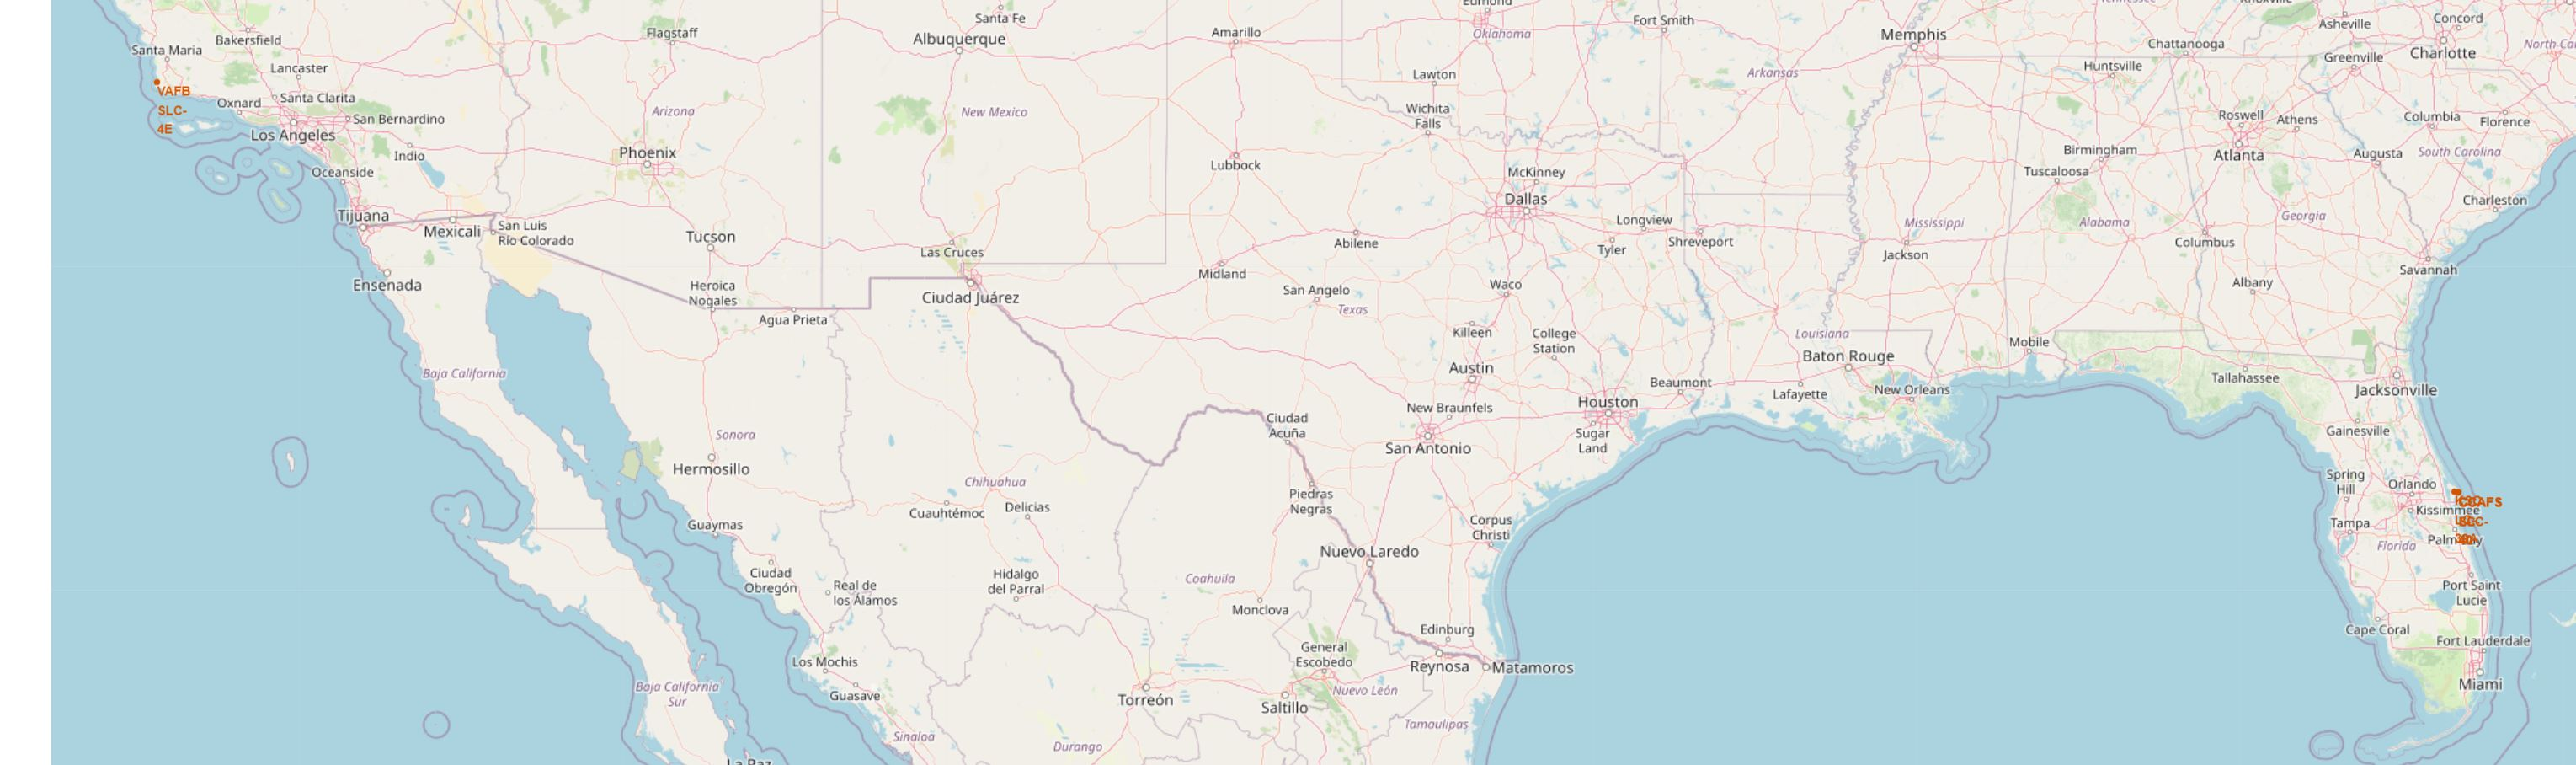 Edmond
Knoxville
Tennessee
Santa Fe
Fort Smith
Asheville
Concord
Flagstaff
Albuquerque
Amarillo
Oklahoma
Memphis
Chattanooga
Charlotte
North Ca
Bakersfield
Santa Maria
Greenville
Lancaster
Lawton
Arkansas
Huntsville
VAFB
SLC-
4E
Oxnard
Santa Clarita
Arizona
New Mexico
Wichita
Falls
San Bernardino
Roswell
Athens
Columbia
Florence
Los Angeles
Phoenix
Indio
Lubbock
Birmingham
Atlanta
Augusta
South Carolina
Oceanside
McKinney
Tuscaloosa
Dallas
Charleston
Tijuana
Mexicali
San Luis
Río Colorado
Tucson
Longview
Mississippi
Alabama
Georgia
Las Cruces
Abilene
Tyler
Shreveport
Columbus
Jackson
Midland
Savannah
Ensenada
Heroica
Nogales
Ciudad Juárez
San Angelo
Waco
Albany
Agua Prieta
Texas
Killeen
College
Station
Louisiana
Mobile
Baton Rouge
Baja California
Austin
Beaumont
New Orleans
Lafayette
Tallahassee
Jacksonville
New Braunfels
Houston
Ciudad
Acuña
Sonora
Sugar
Land
Gainesville
San Antonio
Hermosillo
Chihuahua
Spring
Hill
Orlando
Piedras
Negras
CCAFS
Cuauhtémoc
Delicias
Kissimmee
SLC-
Guaymas
Corpus
Christi
Tampa
Florida
Nuevo Laredo
Ciudad
Obregón
Real de
los Álamos
Hidalgo
del Parral
Coahuila
Port Saint
Lucie
Monclova
Edinburg
Cape Coral
Fort Lauderdale
General
Escobedo
Los Mochis
Reynosa
Matamoros
Guasave
Baja California
Sur
Torreón
Nuevo León
Miami
Saltillo
Tamaulipas
Sinaloa
Durango
La Paz